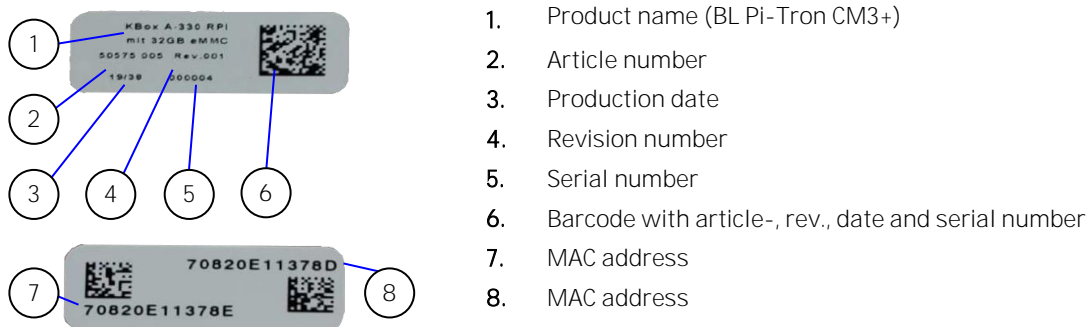 KBox A-330 RPI
mit 32GB eMMC
50575 005 Rev.001
19/38 000004
1
2
3
4
5
6
70820E11378D
70820E11378E
7
8
1. Product name (BL Pi-Tron CM3+)
2. Article number
3. Production date
4. Revision number
5. Serial number
6. Barcode with article-, rev., date and serial number
7. MAC address
8. MAC address